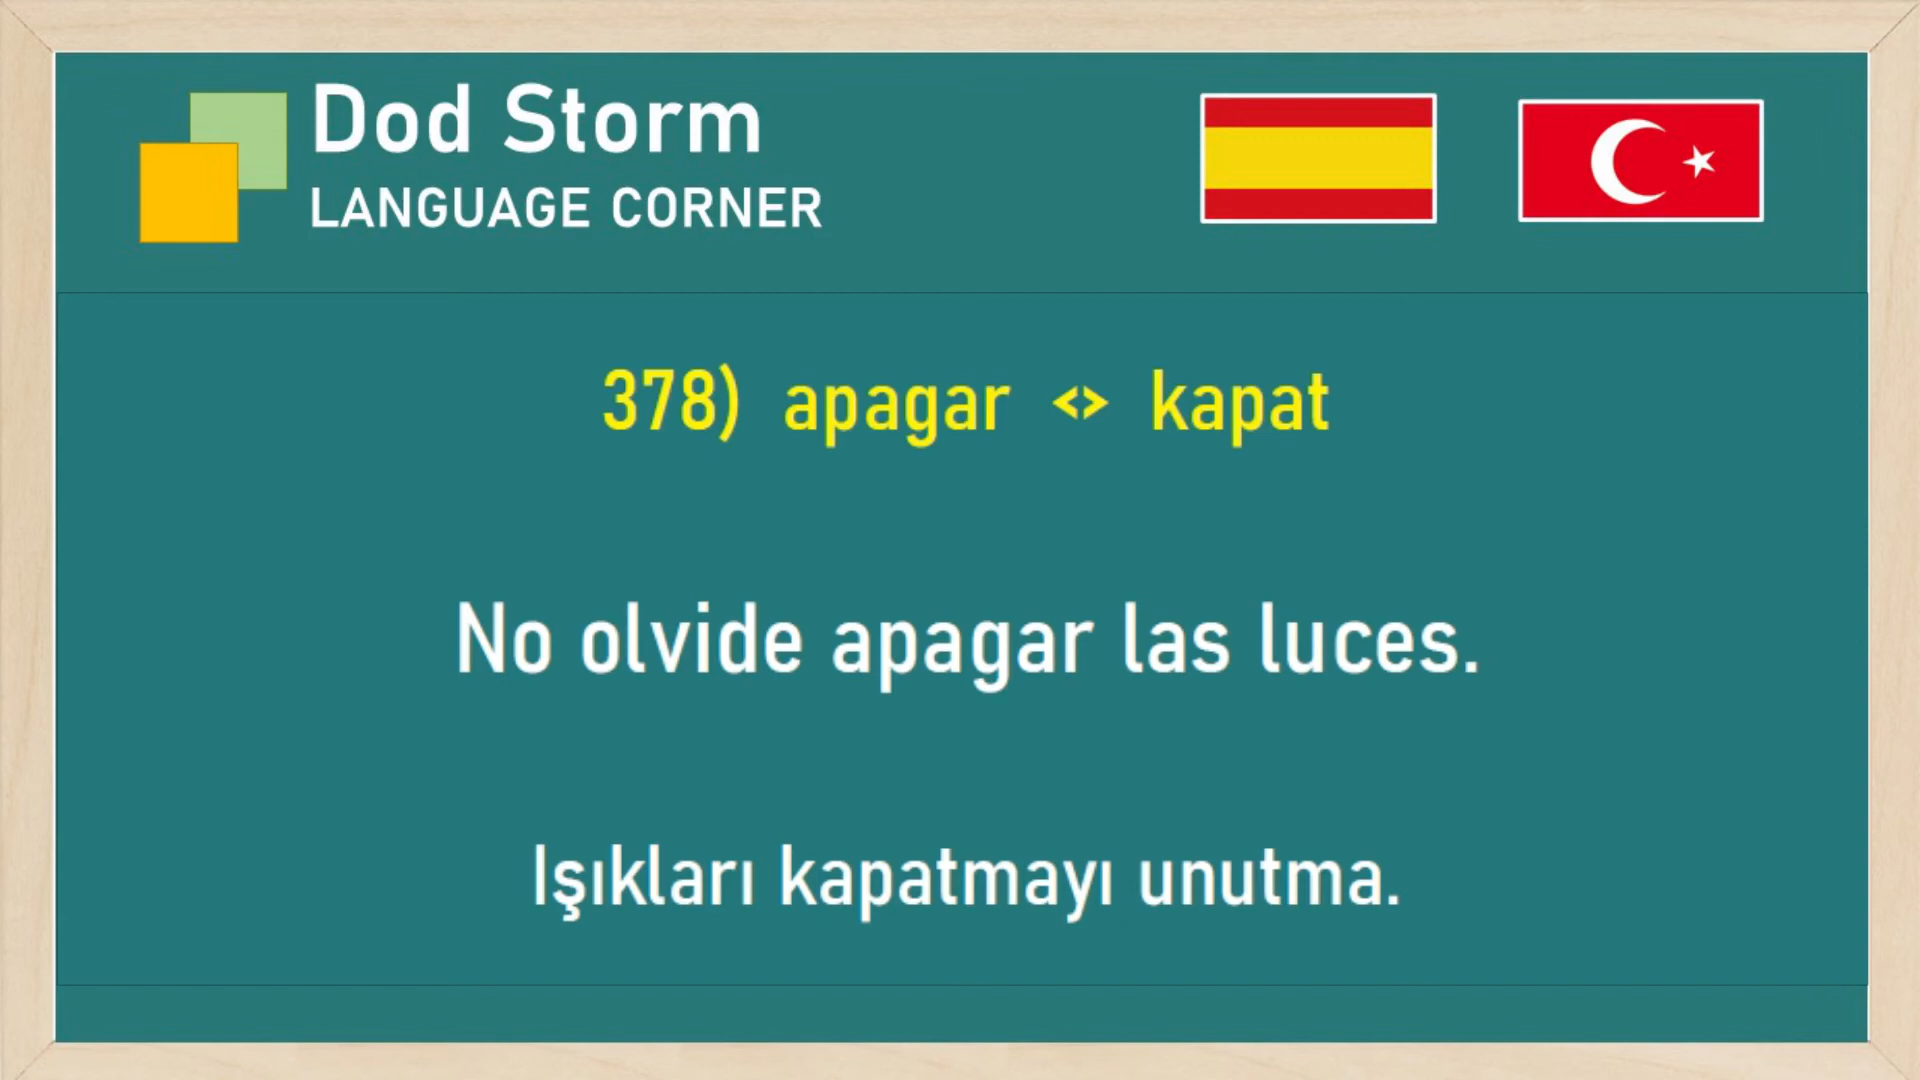 Dod Storm
LANGUAGE CORNER
378) apagar <> kapat
No olvide apagar las luces.
Işıkları kapatmayı unutma.